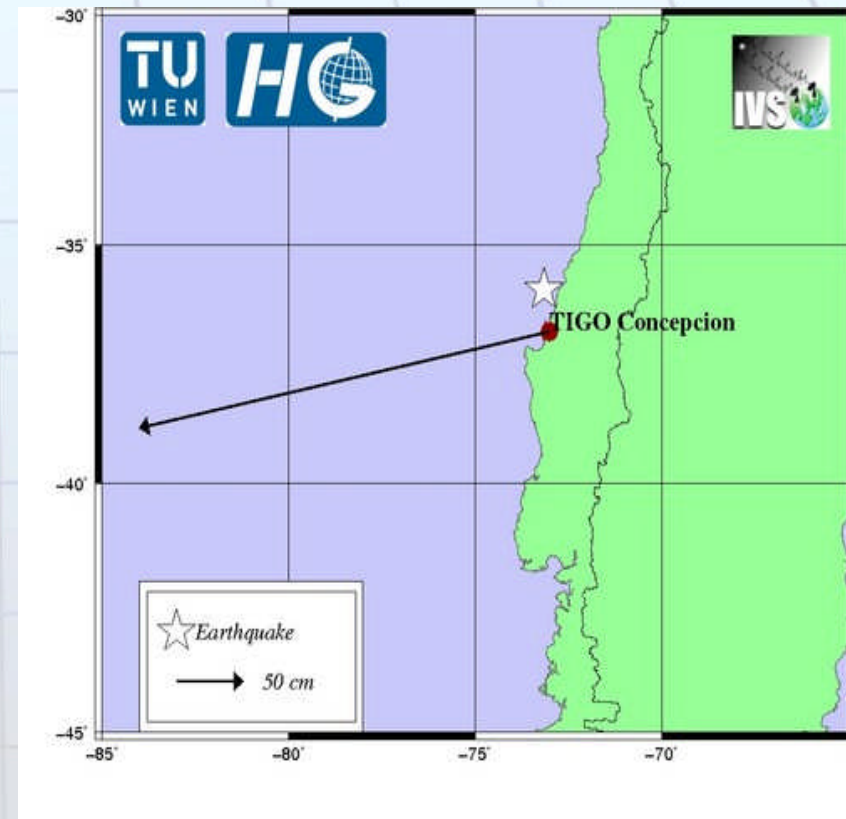 −30°
TU
WIEN
HG
IVS
−35°
TIGO Concepcion
−40°
Earthquake
50 cm
−45°
−85°
−80°
−75°
−70°